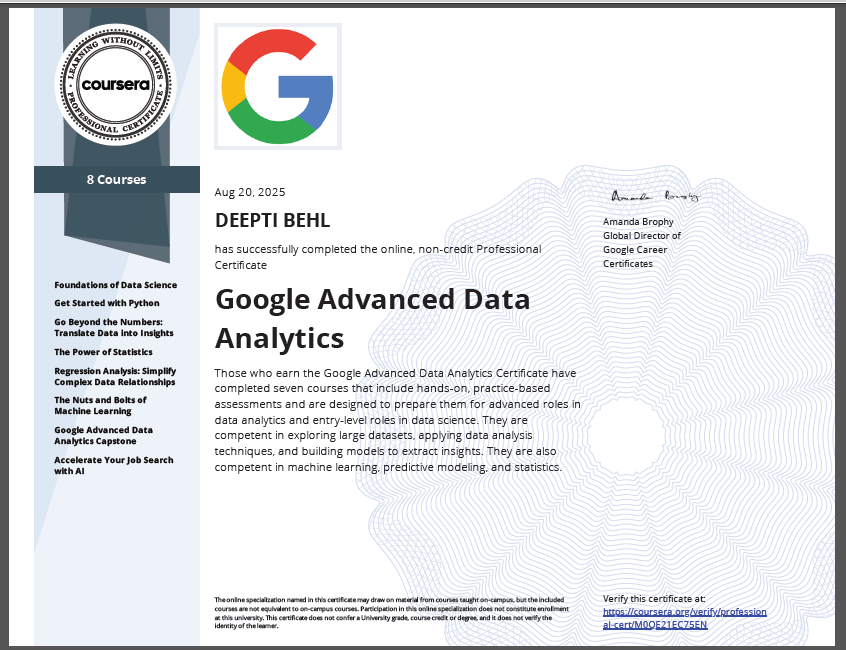 LEARNING WITHOUT LIMITS
coursera
PROFESSIONAL CERTIFICATE
8 Courses
Foundations of Data Science
Get Started with Python
Go Beyond the Numbers:
Translate Data into Insights
The Power of Statistics
Regression Analysis: Simplify
Complex Data Relationships
The Nuts and Bolts of
Machine Learning
Google Advanced Data
Analytics Capstone
Accelerate Your Job Search
with AI
Aug 20, 2025
DEEPTI BEHL
has successfully completed the online, non-credit Professional
Certificate
Google Advanced Data
Analytics
Those who earn the Google Advanced Data Analytics Certificate have
completed seven courses that include hands-on, practice-based
assessments and are designed to prepare them for advanced roles in
data analytics and entry-level roles in data science. They are
competent in exploring large datasets, applying data analysis
techniques, and building models to extract insights. They are also
competent in machine learning, predictive modeling, and statistics.
Amanda Brophy
Amanda Brophy
Global Director of
Google Career
Certificates
The online specialization named in this certificate may draw on material from courses taught on-campus, but the included
courses are not equivalent to on-campus courses. Participation in this online specialization does not constitute enrollment
at this university. This certificate does not confer a University grade, course credit or degree, and it does not verify the
identity of the learner.
Verify this certificate at:
https://coursera.org/verify/profession
al-cert/M0QE21EC75EN